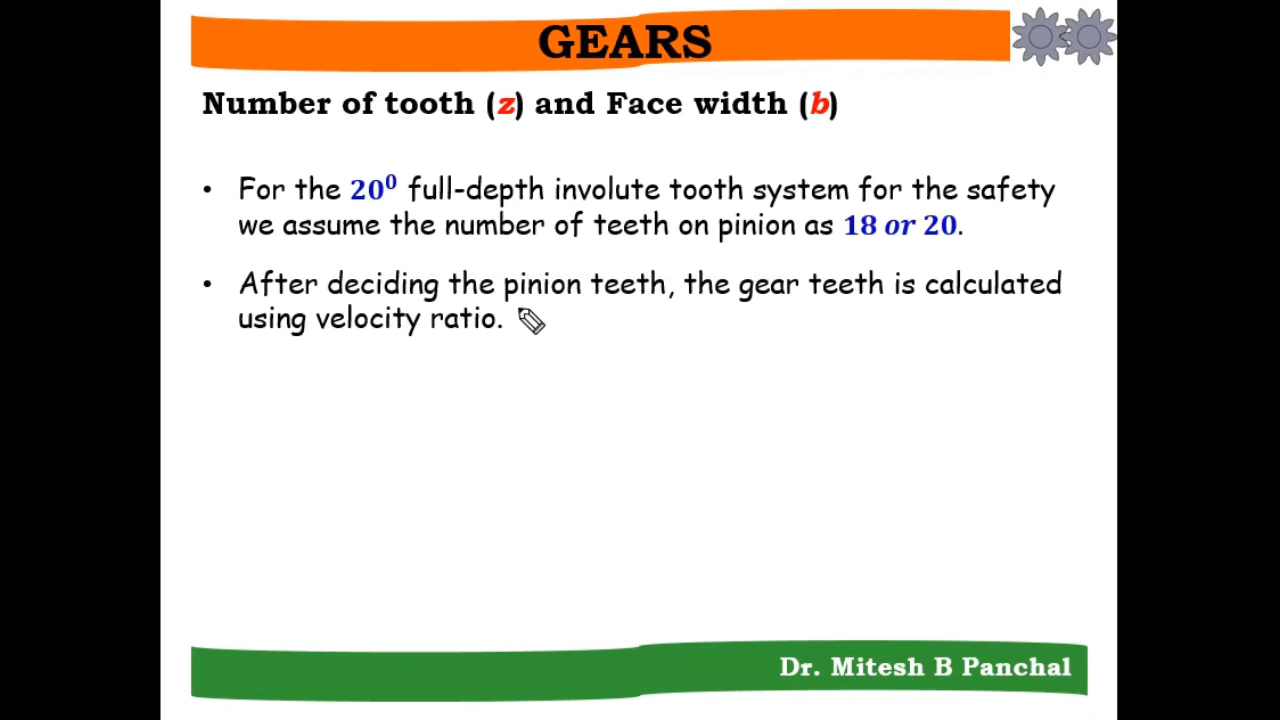 GEARS
Number of tooth (z) and Face width (b)
• For the 20⁰ full-depth involute tooth system for the safety
we assume the number of teeth on pinion as 18 or 20.
• After deciding the pinion teeth, the gear teeth is calculated
using velocity ratio.
Dr. Mitesh B Panchal